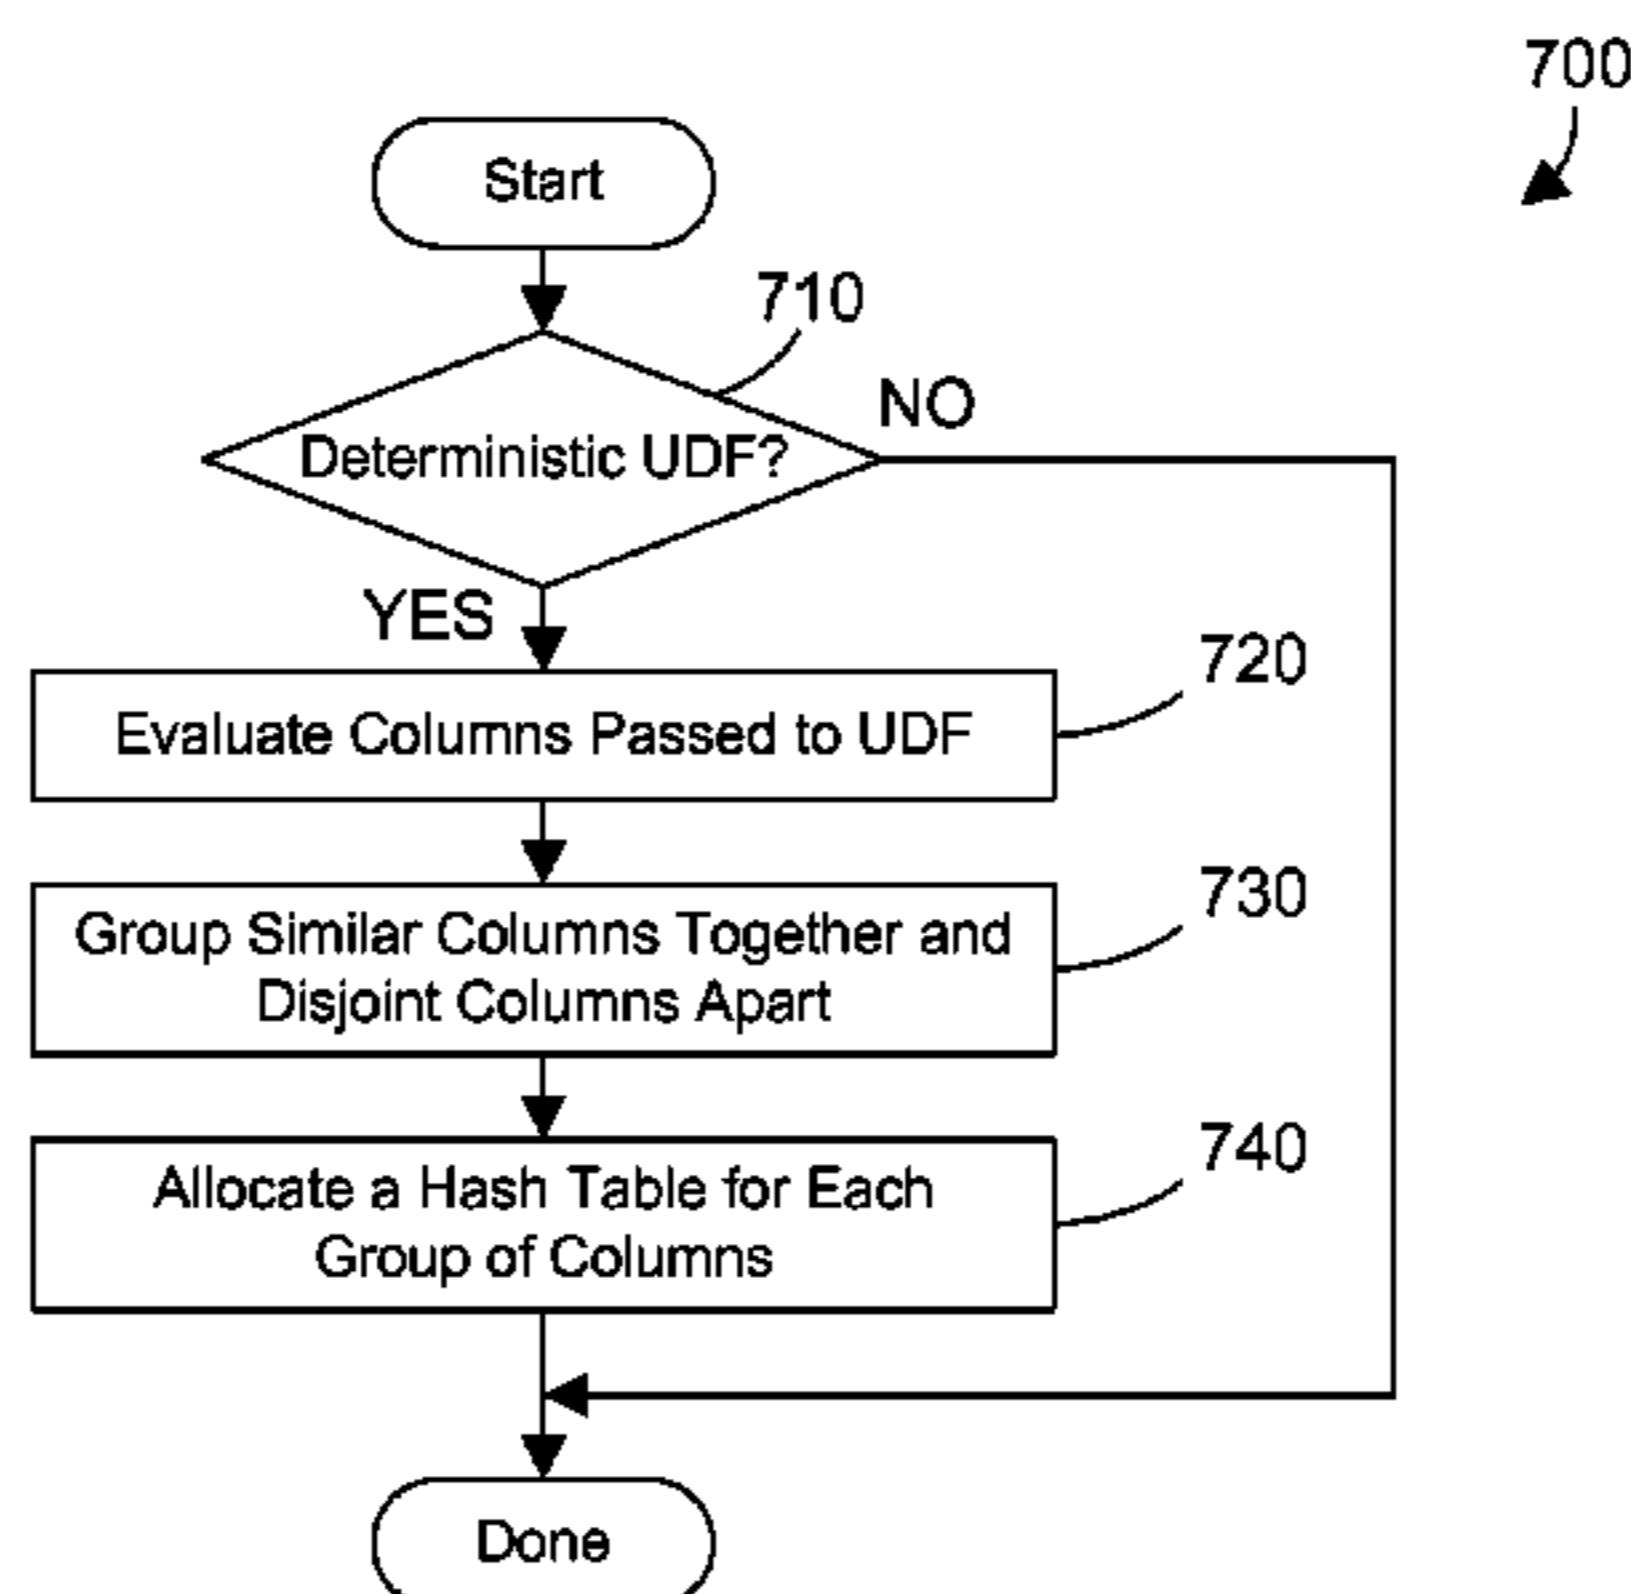 700
Start
710
NO
Deterministic UDF?
YES
720
Evaluate Columns Passed to UDF
730
Group Similar Columns Together and
Disjoint Columns Apart
740
Allocate a Hash Table for Each
Group of Columns
Done